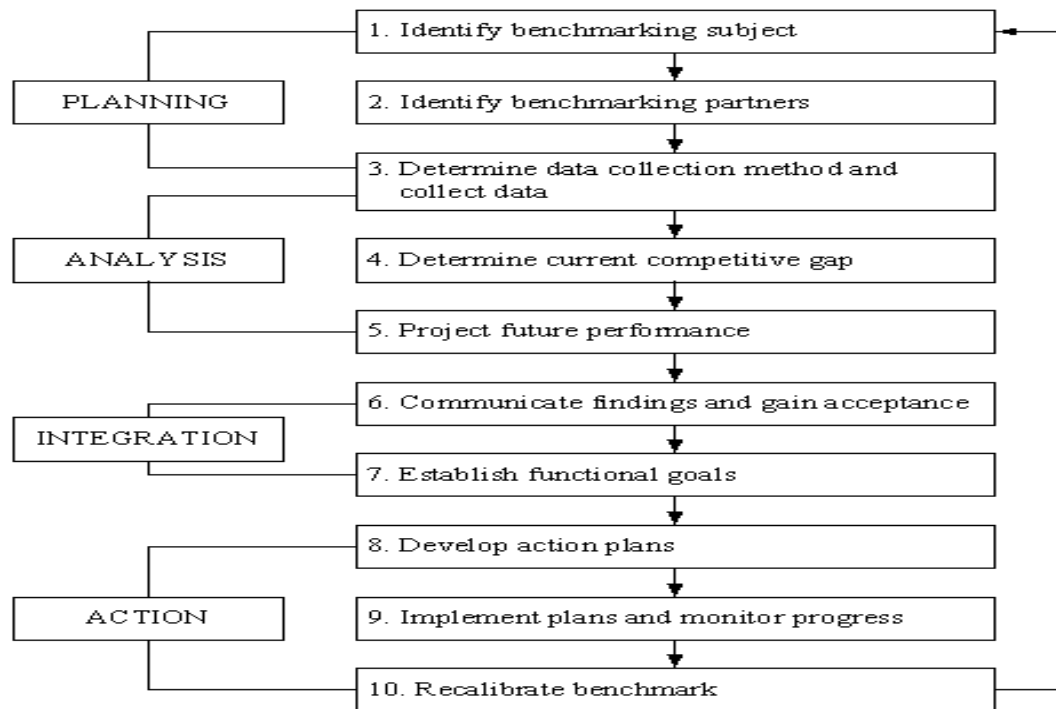 1. Identify benchmarking subject
PLANNING
2. Identify benchmarking partners
3. Determine data collection method and
collect data
ANALYSIS
4. Determine current competitive gap
5. Project future performance
6. Communicate findings and gain acceptance
INTEGRATION
7. Establish functional goals
8. Develop action plans
ACTION
9. Implement plans and monitor progress
10. Recalibrate benchmark